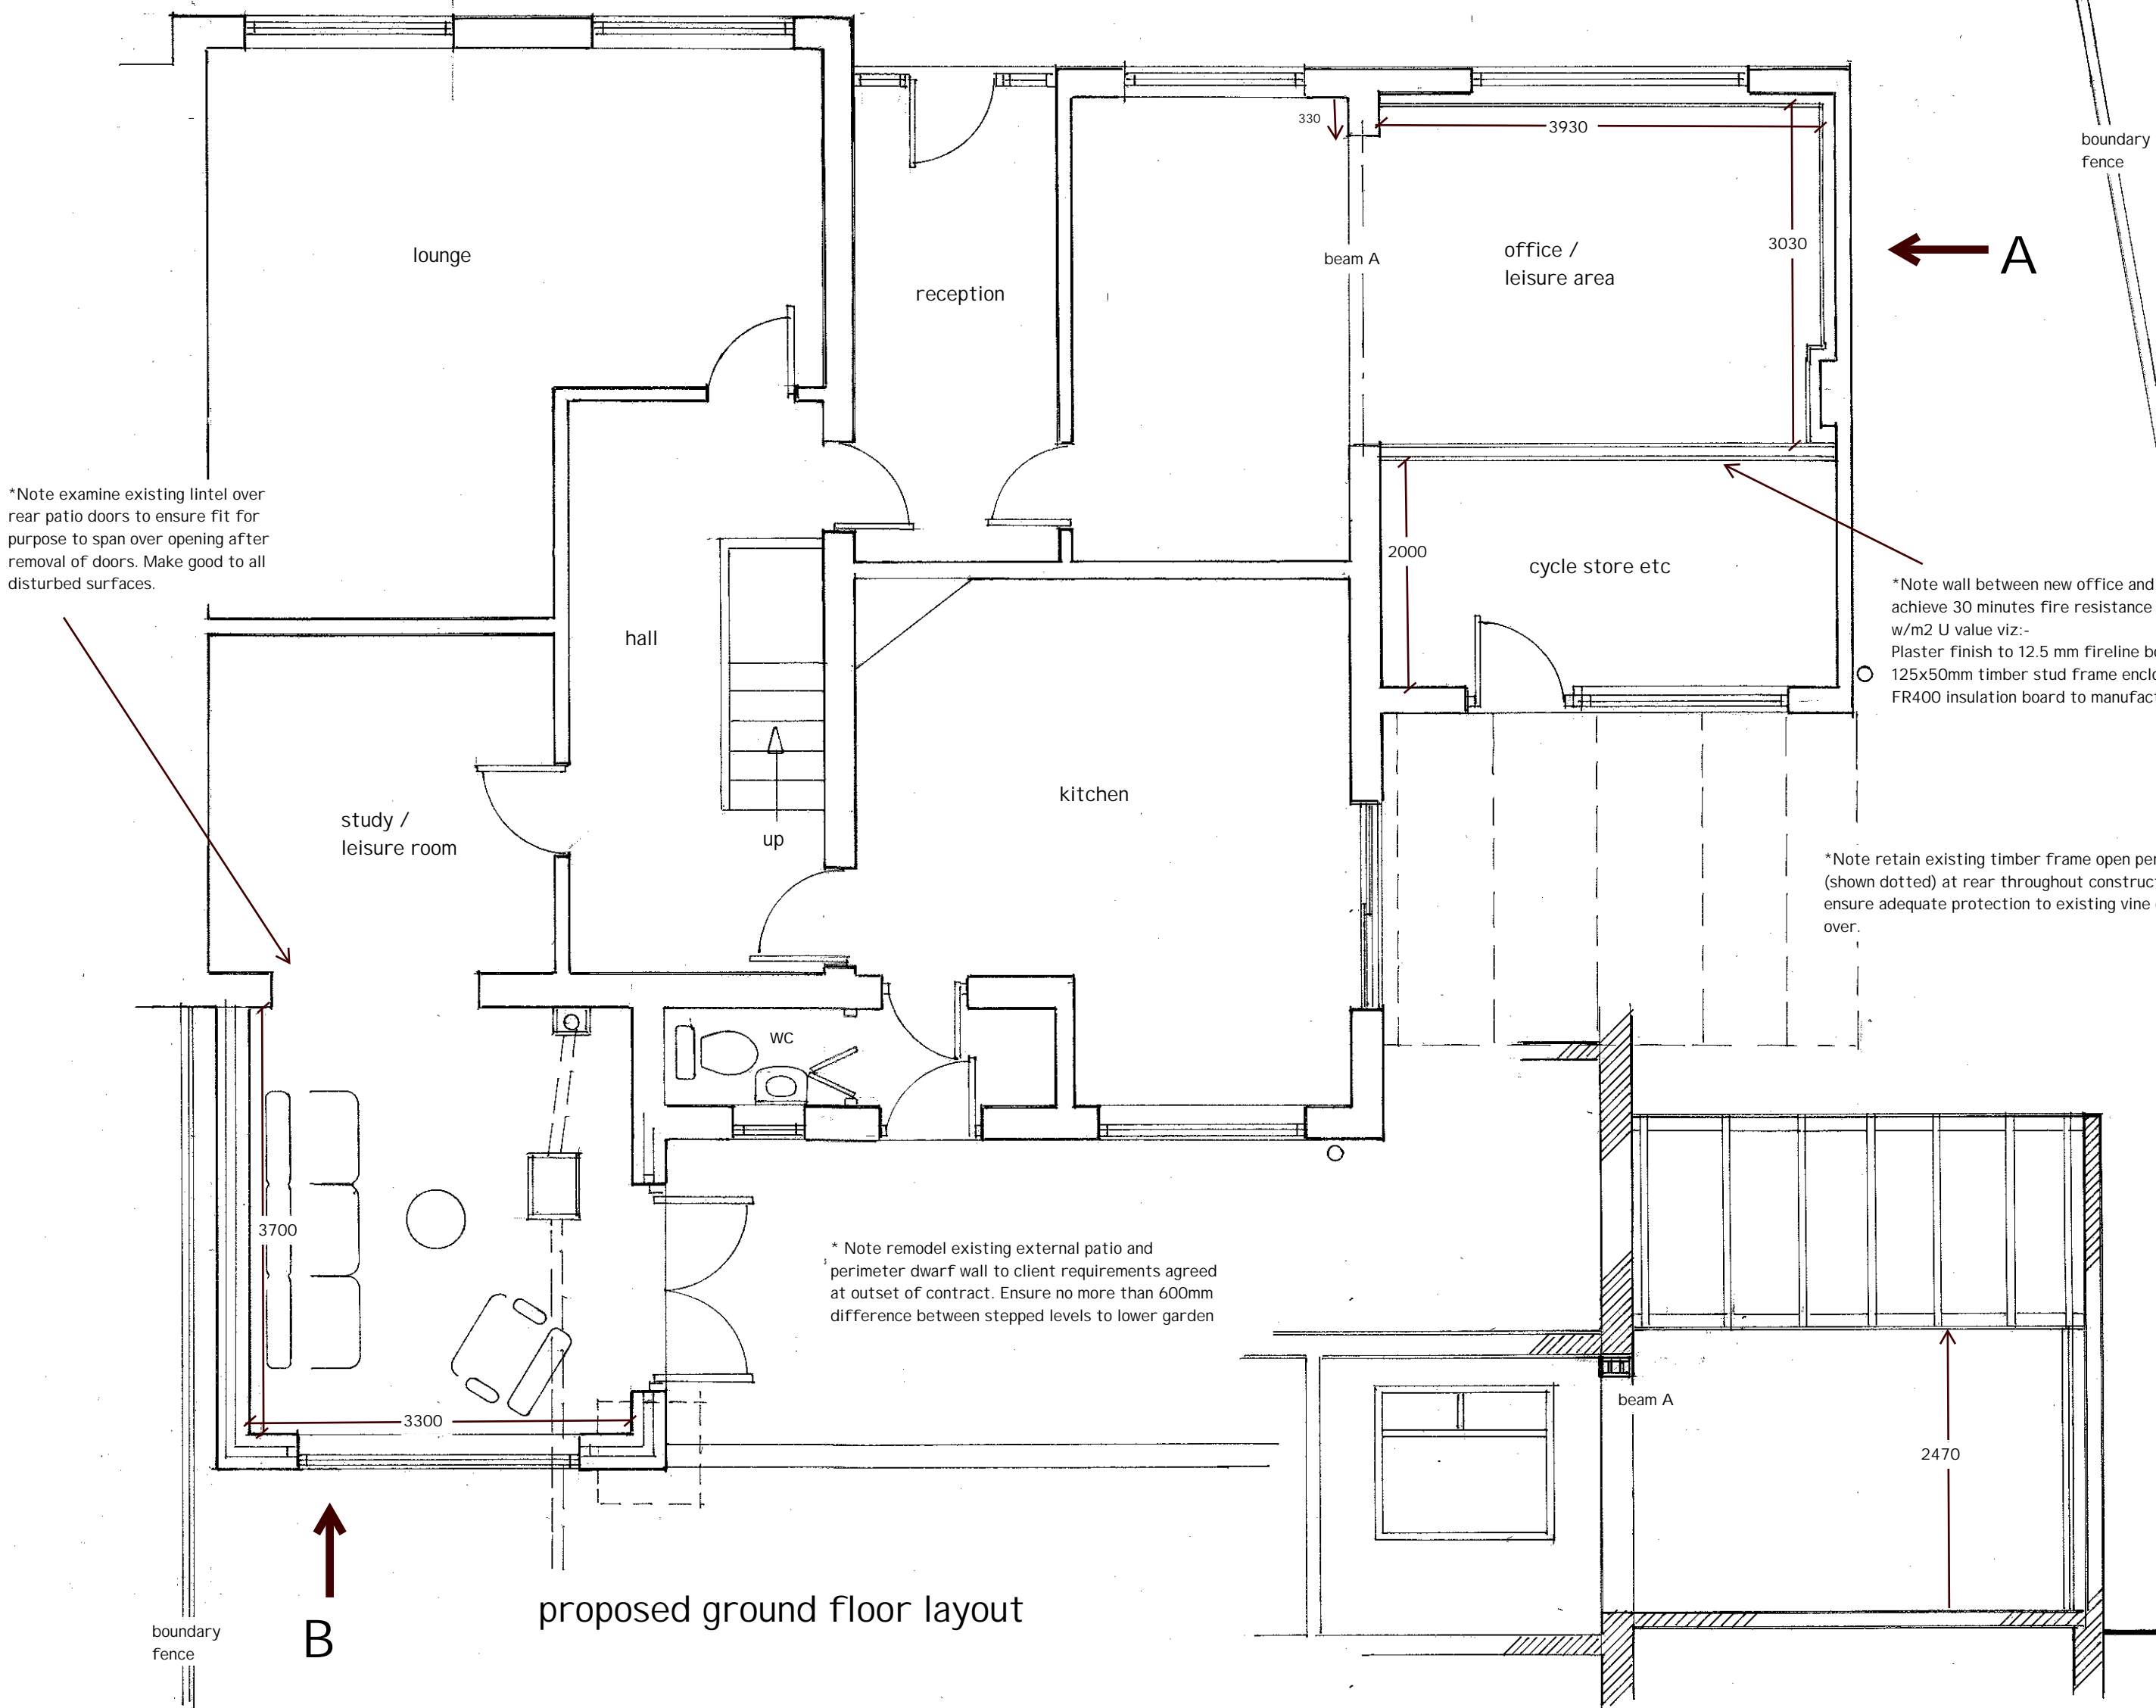 330
3930
boundary
fence
lounge
reception
beam A
office /
leisure area
3030
A
*Note examine existing lintel over
rear patio doors to ensure fit for
purpose to span over opening after
removal of doors. Make good to all
disturbed surfaces.
2000
cycle store etc
*Note wall between new office and
achieve 30 minutes fire resistance
w/m2 U value viz:-
Plaster finish to 12.5 mm fireline
125x50mm timber stud frame
FR400 insulation board to
hall
kitchen
study /
leisure room
up
*Note retain existing timber frame open
(shown dotted) at rear throughout
ensure adequate protection to existing vine
over.
WC
3700
* Note remodel existing external patio and
perimeter dwarf wall to client requirements agreed
at outset of contract. Ensure no more than 600mm
difference between stepped levels to lower garden
3300
beam A
2470
proposed ground floor layout
boundary
fence
B